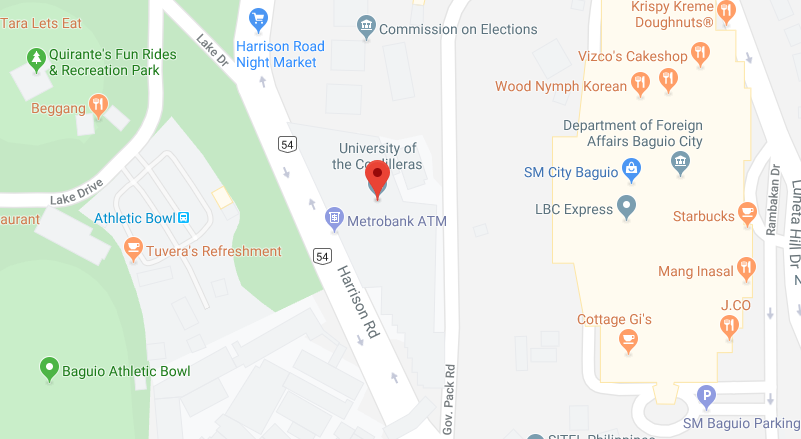 Tara Lets Eat
Quirante's Fun Rides
& Recreation Park
Beggang
Lake Dr
Harrison Road
Night Market
Commission on Elections
Krispy Kreme
Doughnuts®
Vizco's Cakeshop
Wood Nymph Korean
Department of Foreign
Affairs Baguio City
SM City Baguio
LBC Express
Starbucks
Mang Inasal
J.CO
Cottage Gi's
54
University of
the Cordilleras
Metrobank ATM
Lake Drive
aurant
Athletic Bowl
Tuvera's Refreshment
54
Harrison Rd
Baguio Athletic Bowl
Gov. Pack Rd
Rambakan Dr
Luneta Hill Dr 2
P
SM Baguio Parking
SITEL Philippines